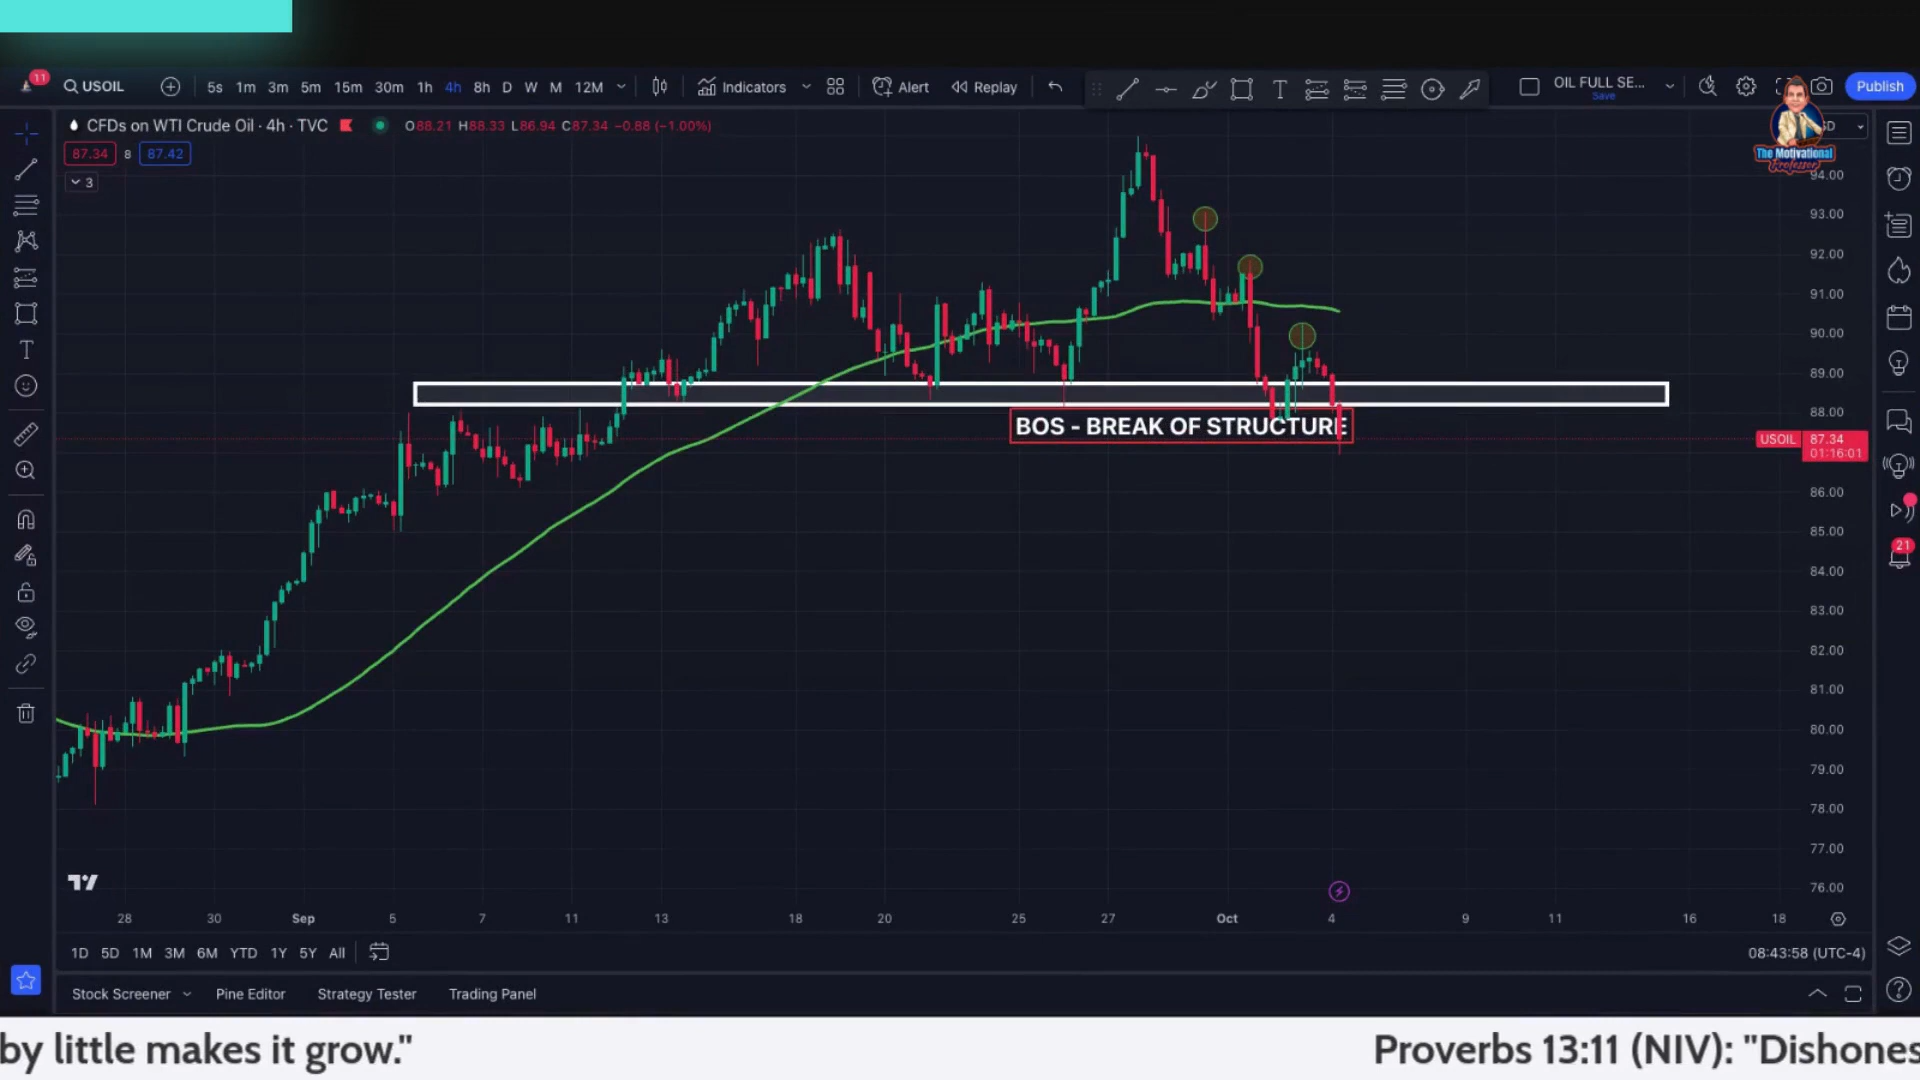 11
USOIL 5s 1m 3m 5m 15m 30m 1h 4h 8h D W M 12M Indicators Alert Replay OIL FULL SE... Save Publish
CFDs on WTI Crude Oil · 4h · TVC O88.21 H88.33 L86.94 C87.34 −0.88 (−1.00%)
87.34 8 87.42
3
The Motivational
Professor
94.00
93.00
92.00
91.00
90.00
89.00
88.00
BOS - BREAK OF STRUCTURE
USOIL 87.34
01:16:01
86.00
85.00
84.00
83.00
82.00
81.00
80.00
79.00
78.00
77.00
76.00
21
28 30 Sep 5 7 11 13 18 20 25 27 Oct 4 9 11 16 18
1D 5D 1M 3M 6M YTD 1Y 5Y All 08:43:58 (UTC-4)
Stock Screener Pine Editor Strategy Tester Trading Panel
by little makes it grow." Proverbs 13:11 (NIV): "Dishones